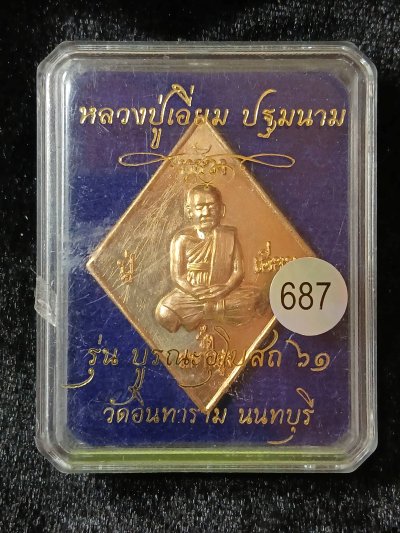 หลวงปู่เอี่ยม ปฐมนาม
687
รุ่น บูรณะอุโบสถ ๖๑
วัดอินทาราม นนทบุรี